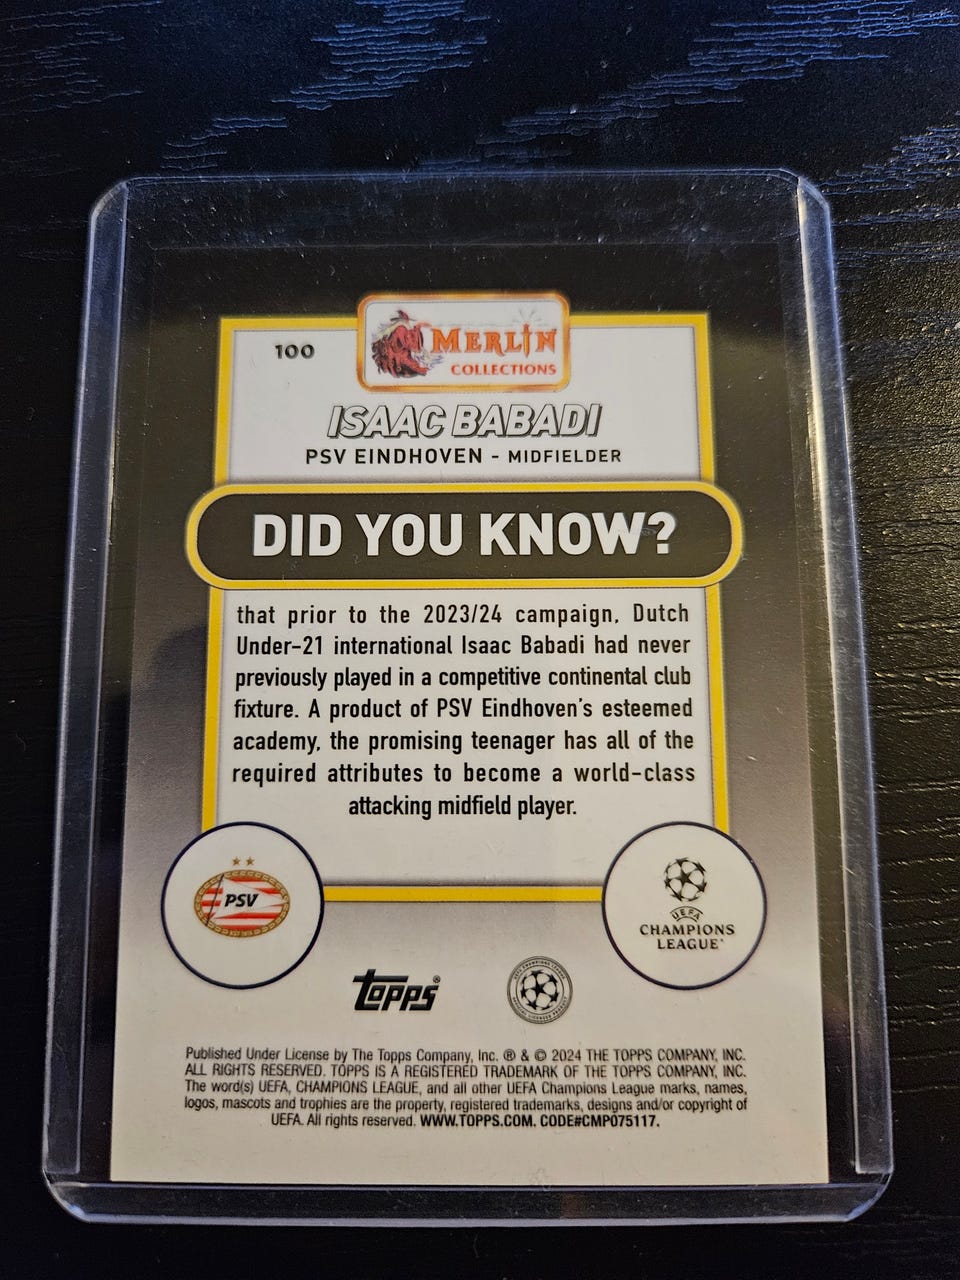 100
MERLIN
COLLECTIONS
ISAAC BABADI
PSV EINDHOVEN - MIDFIELDER
DID YOU KNOW?
that prior to the 2023/24 campaign, Dutch
Under-21 international Isaac Babadi had never
previously played in a competitive continental club
fixture. A product of PSV Eindhoven's esteemed
academy, the promising teenager has all of the
required attributes to become a world-class
attacking midfield player.
PSV
UEFA
CHAMPIONS
LEAGUE®
topps®
Published Under License by The Topps Company, Inc. ® & © 2024 THE TOPPS COMPANY, INC.
ALL RIGHTS RESERVED. TOPPS IS A REGISTERED TRADEMARK OF THE TOPPS COMPANY, INC.
The word(s) UEFA, CHAMPIONS LEAGUE, and all other UEFA Champions League marks, names,
logos, mascots and trophies are the property, registered trademarks, designs and/or copyright of
UEFA. All rights reserved. WWW.TOPPS.COM. CODE#CMP075117.